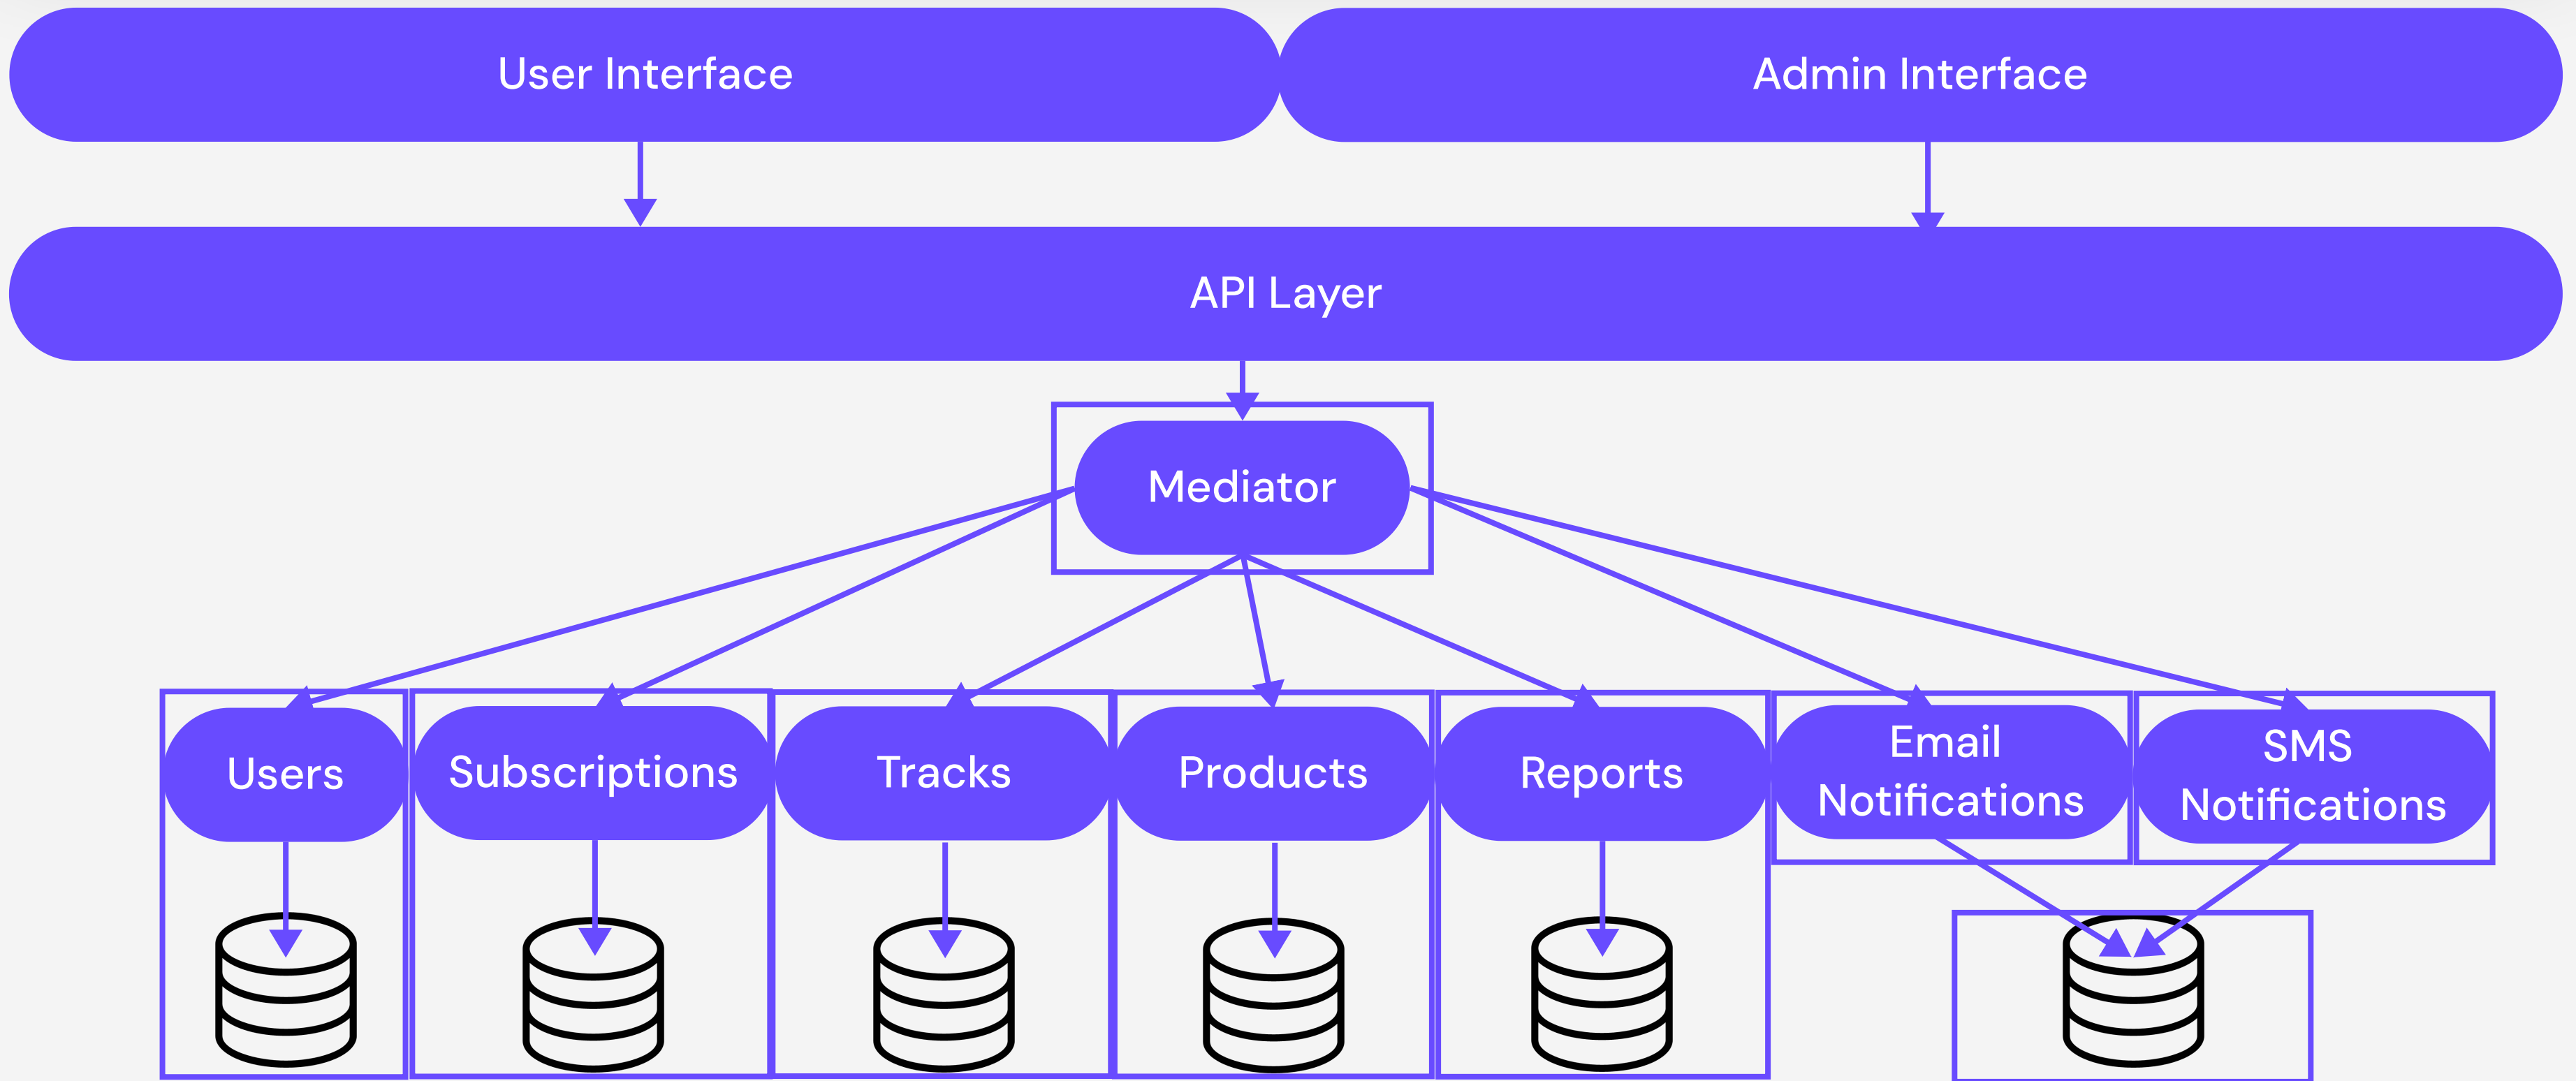 User Interface
Admin Interface
API Layer
Mediator
Users
Subscriptions
Tracks
Products
Reports
Email
Notifications
SMS
Notifications